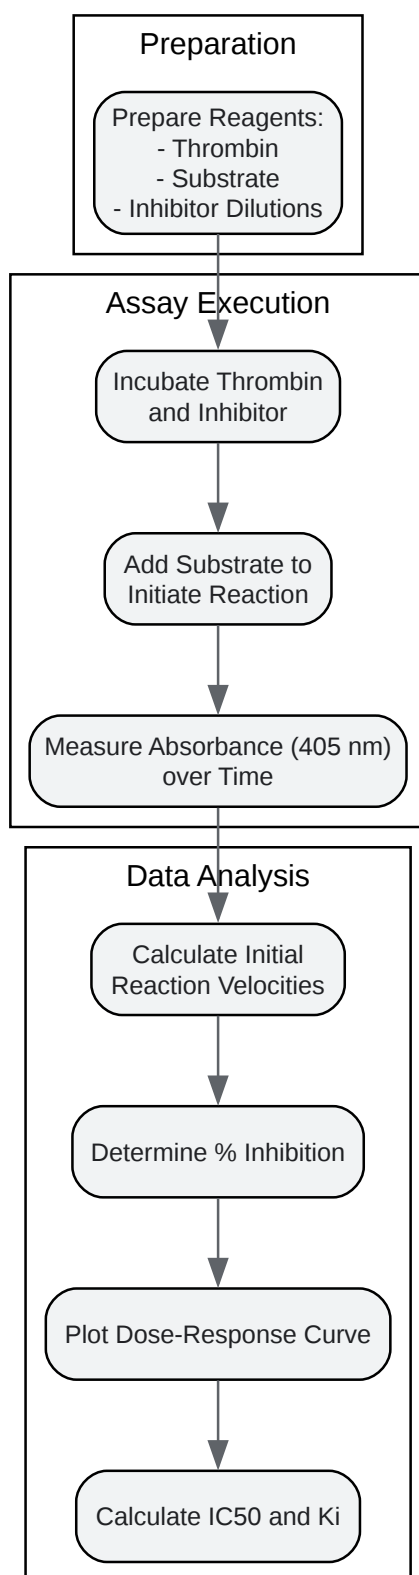 Preparation
Prepare Reagents:
- Thrombin
- Substrate
- Inhibitor Dilutions
Assay Execution
Incubate Thrombin
and Inhibitor
Add Substrate to
Initiate Reaction
Measure Absorbance (405 nm)
over Time
Data Analysis
Calculate Initial
Reaction Velocities
Determine % Inhibition
Plot Dose-Response Curve
Calculate IC50 and Ki